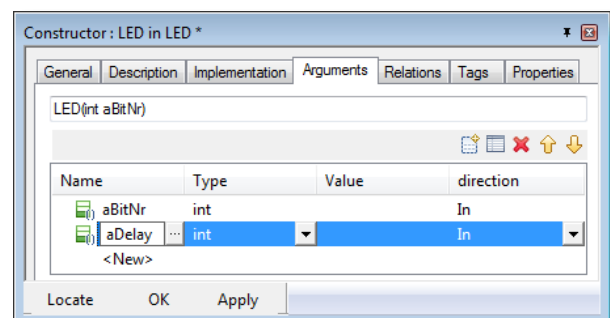 Constructor : LED in LED *
General Description Implementation Arguments Relations Tags Properties
LED(int aBitNr)
Name Type Value direction
aBitNr int In
aDelay ... int In
<New>
Locate OK Apply